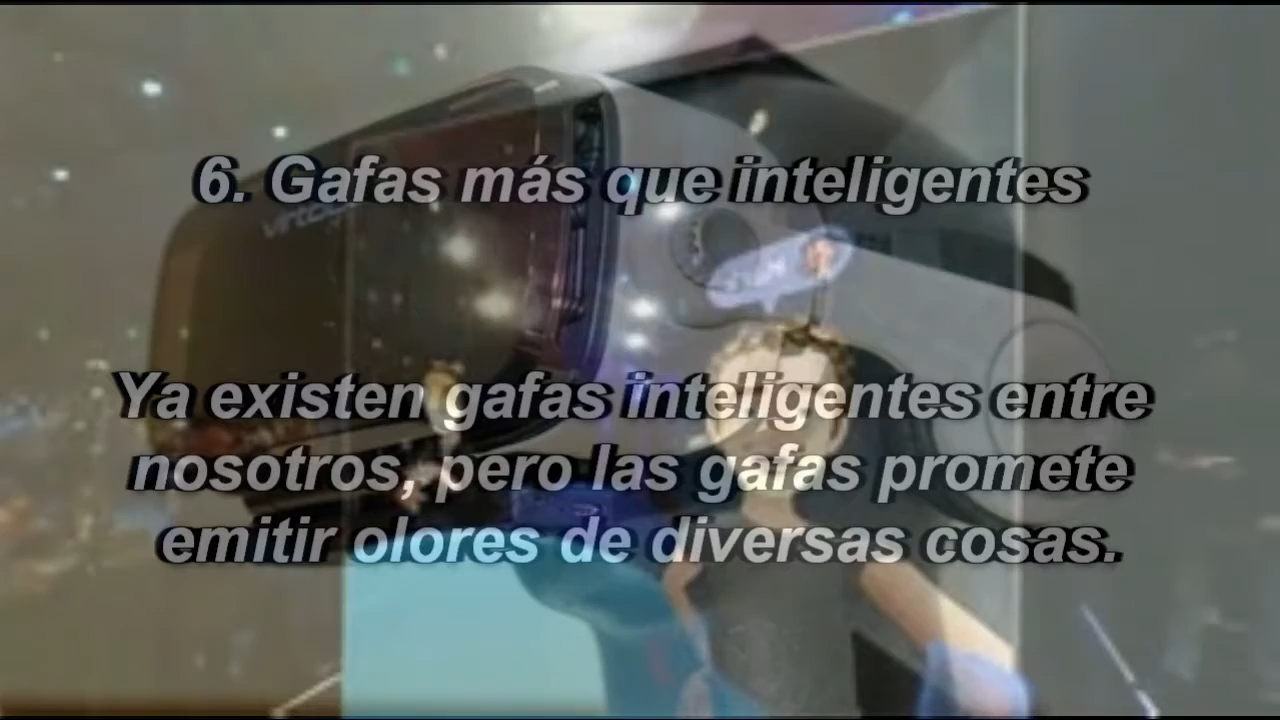 6. Gafas más que inteligentes
Ya existen gafas inteligentes entre
nosotros, pero las gafas promete
emitir olores de diversas cosas.